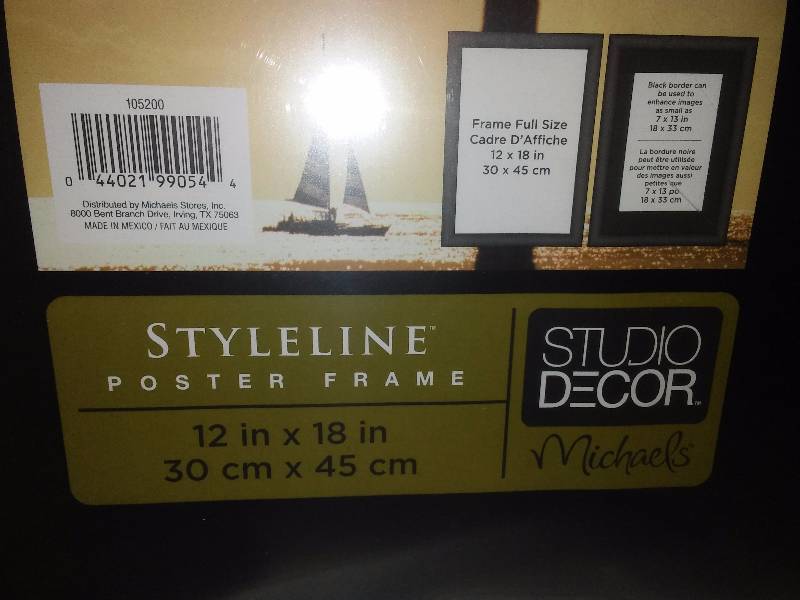 105200
0 44021 99054 4
Distributed by Michaels Stores, Inc.
8000 Bent Branch Drive, Irving, TX 75063
MADE IN MEXICO / FAIT AU MEXIQUE
Frame Full Size
Cadre D'Affiche
12 x 18 in
30 x 45 cm
Black border can
be used to
enhance images
as small as
7 x 13 in
18 x 33 cm
La bordure noire
peut être utilisée
pour mettre en valeur
des images aussi
petites que
7 x 13 po
18 x 33 cm
STYLELINE™
POSTER FRAME
12 in x 18 in
30 cm x 45 cm
STUDIO
DECOR™
Michaels®